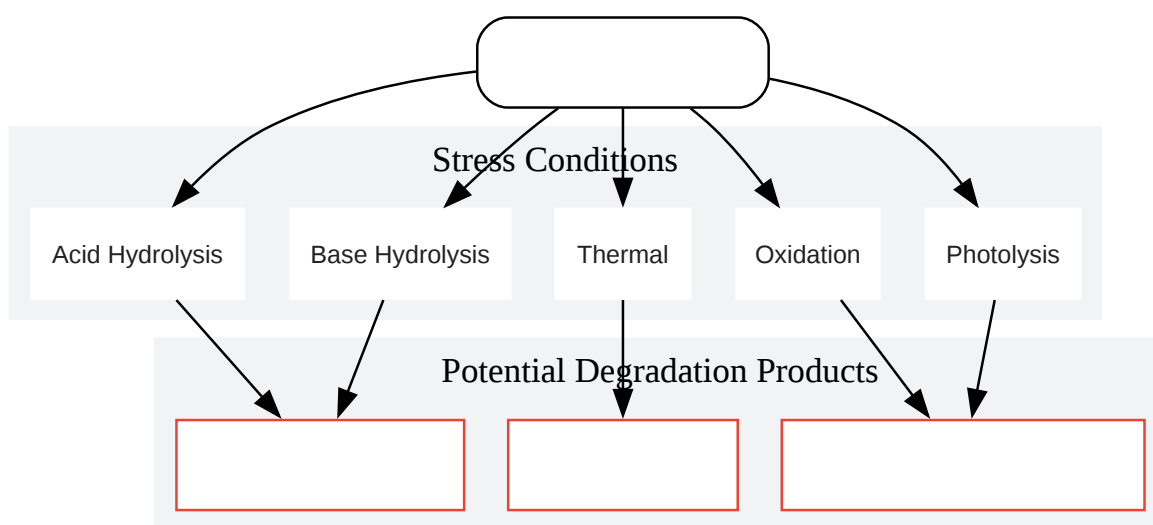 Stress Conditions
Acid Hydrolysis
Base Hydrolysis
Thermal
Oxidation
Photolysis
Potential Degradation Products